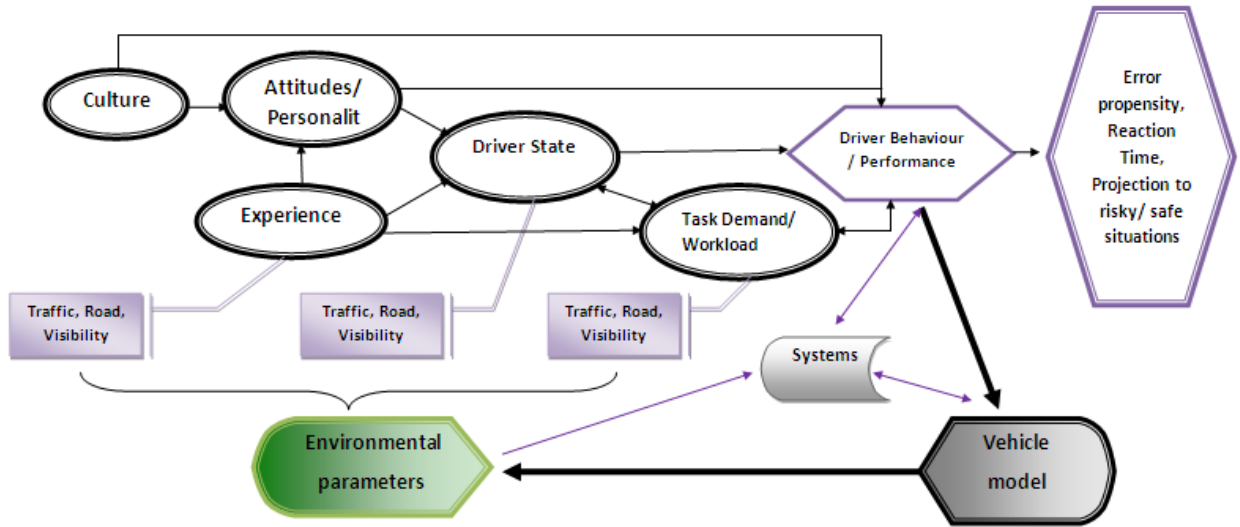 Culture
Attitudes/
Personalit
Experience
Driver State
Task Demand/
Workload
Driver Behaviour
/ Performance
Error
propensity,
Reaction
Time,
Projection to
risky/ safe
situations
Traffic, Road,
Visibility
Traffic, Road,
Visibility
Traffic, Road,
Visibility
Systems
Environmental
parameters
Vehicle
model